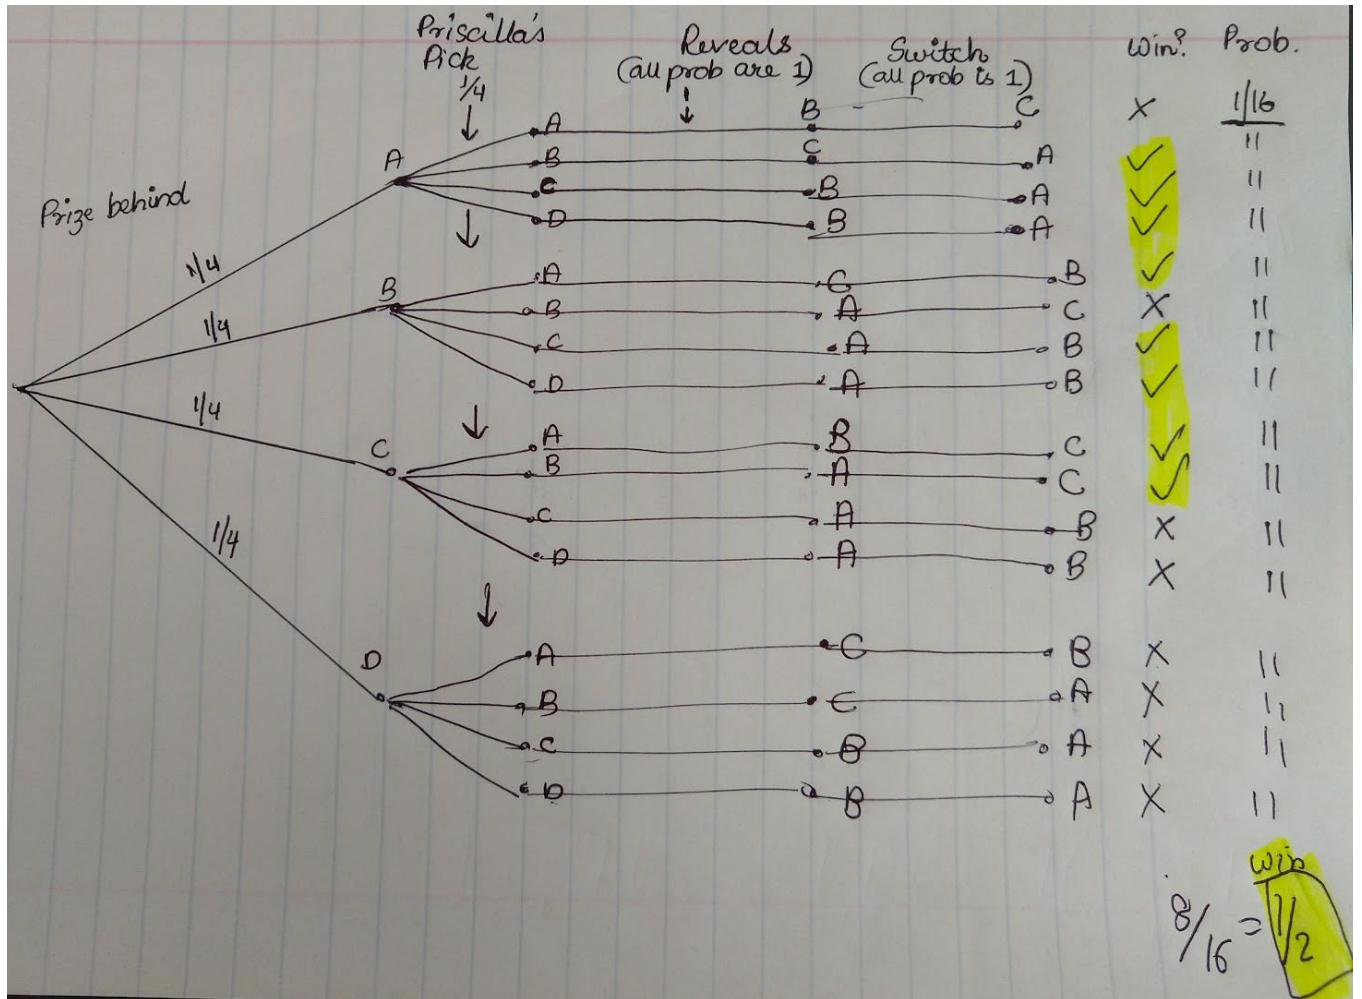 Priscilla's Pick 1/4 Reveals (all prob are 1) Switch (all prob is 1) Win? Prob.
Prize behind
1/4 A A B C X 1/16
B C A ✓ "
C B A ✓ "
D B A ✓ "
1/4 B A C B ✓ "
B A C X "
C A B ✓ "
D A B ✓ "
1/4 C A B C ✓ "
B A C ✓ "
C A B X "
D A B X "
1/4 D A C B X "
B C A X "
C B A X "
D B A X "
Win
8/16 = 1/2